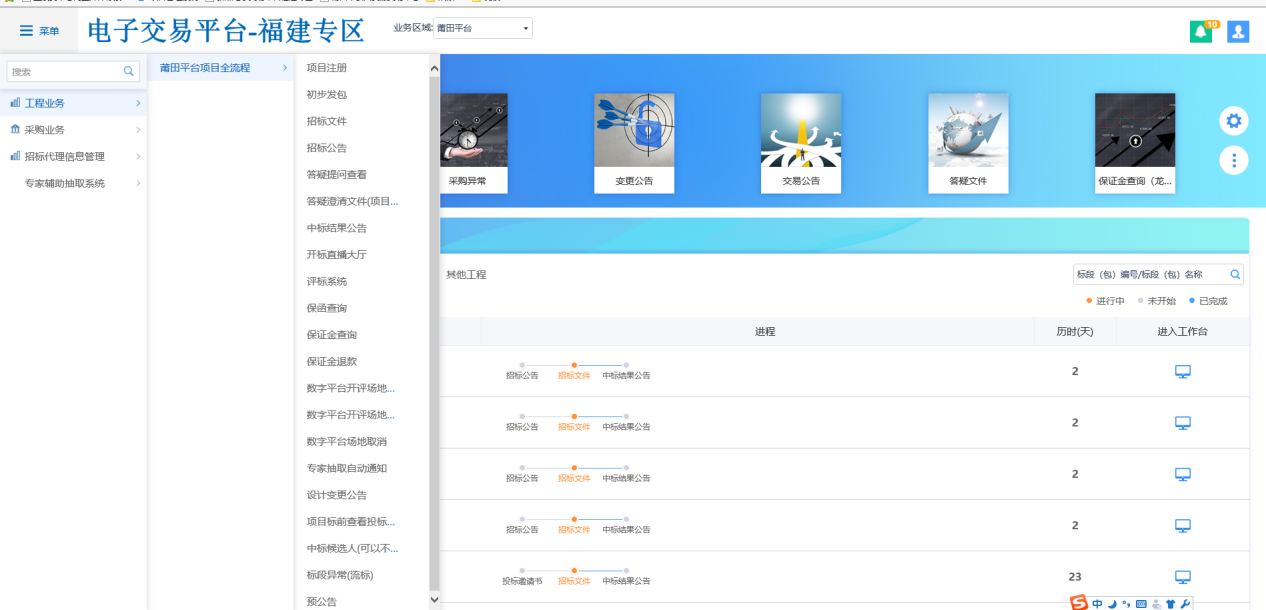 菜单
电子交易平台-福建专区
业务区域:
莆田平台
10
搜索
工程业务
采购业务
招标代理信息管理
专家辅助抽取系统
莆田平台项目全流程
项目注册
初步发包
招标文件
招标公告
答疑提问查看
答疑澄清文件(项目...
中标结果公告
开标直播大厅
评标系统
保函查询
保证金查询
保证金退款
数字平台开评场地...
数字平台开评场地...
数字平台场地取消
专家抽取自动通知
设计变更公告
项目标前查看投标...
中标候选人(可以不...
标段异常(流标)
预公告
采购异常
变更公告
交易公告
答疑文件
保证金查询（龙...
其他工程
标段（包）编号/标段（包）名称
进行中 未开始 已完成
进程 历时(天) 进入工作台
招标公告 招标文件 中标结果公告 2
招标公告 招标文件 中标结果公告 2
招标公告 招标文件 中标结果公告 2
招标公告 招标文件 中标结果公告 2
投标邀请书 招标文件 中标结果公告 23
中